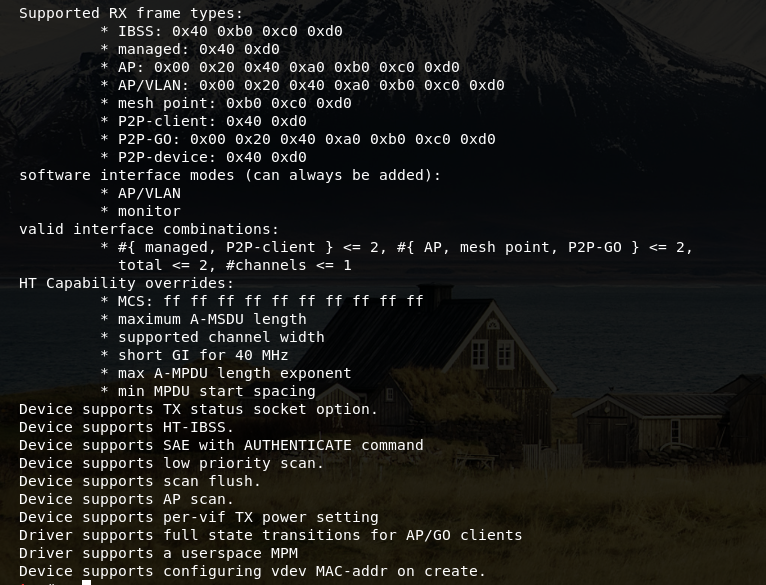 Supported RX frame types:
* IBSS: 0x40 0xb0 0xc0 0xd0
* managed: 0x40 0xd0
* AP: 0x00 0x20 0x40 0xa0 0xb0 0xc0 0xd0
* AP/VLAN: 0x00 0x20 0x40 0xa0 0xb0 0xc0 0xd0
* mesh point: 0xb0 0xc0 0xd0
* P2P-client: 0x40 0xd0
* P2P-GO: 0x00 0x20 0x40 0xa0 0xb0 0xc0 0xd0
* P2P-device: 0x40 0xd0
software interface modes (can always be added):
* AP/VLAN
* monitor
valid interface combinations:
* #{ managed, P2P-client } <= 2, #{ AP, mesh point, P2P-GO } <= 2,
total <= 2, #channels <= 1
HT Capability overrides:
* MCS: ff ff ff ff ff ff ff ff ff ff
* maximum A-MSDU length
* supported channel width
* short GI for 40 MHz
* max A-MPDU length exponent
* min MPDU start spacing
Device supports TX status socket option.
Device supports HT-IBSS.
Device supports SAE with AUTHENTICATE command
Device supports low priority scan.
Device supports scan flush.
Device supports AP scan.
Device supports per-vif TX power setting
Driver supports full state transitions for AP/GO clients
Driver supports a userspace MPM
Device supports configuring vdev MAC-addr on create.